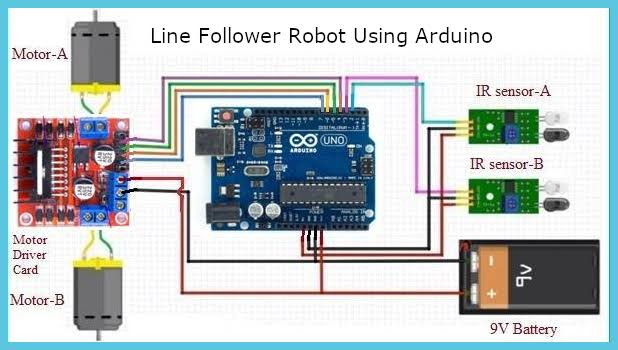 Line Follower Robot Using Arduino
Motor-A
IR sensor-A
IR sensor-B
UNO
ARDUINO
Motor
Driver
Card
Motor-B
9V
- +
9V Battery